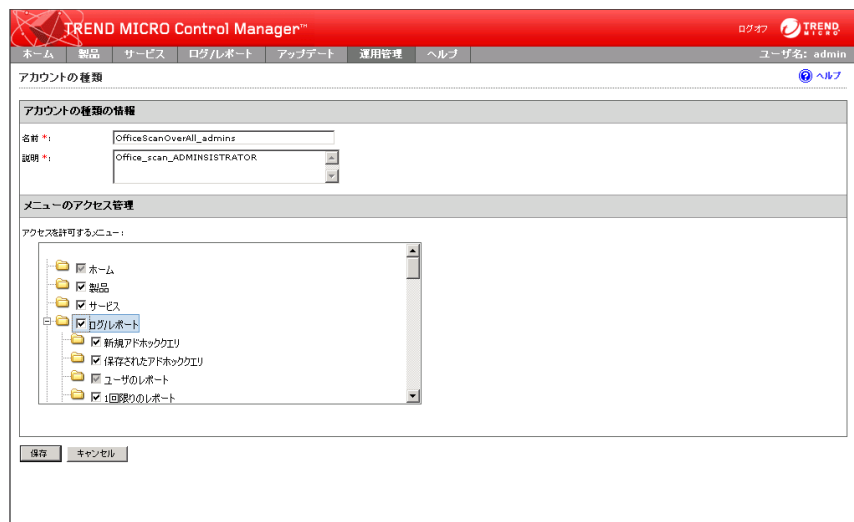 TREND MICRO Control Manager™
ログオフ
TREND MICRO
ホーム 製品 サービス ログ/レポート アップデート 運用管理 ヘルプ ユーザ名: admin
アカウントの種類
ヘルプ
アカウントの種類の情報
名前 *: OfficeScanOverAll_admins
説明 *: Office_scan_ADMINSISTRATOR
メニューのアクセス管理
アクセスを許可するメニュー:
ホーム
製品
サービス
ログ/レポート
新規アドホッククエリ
保存されたアドホッククエリ
ユーザのレポート
1回限りのレポート
保存 キャンセル